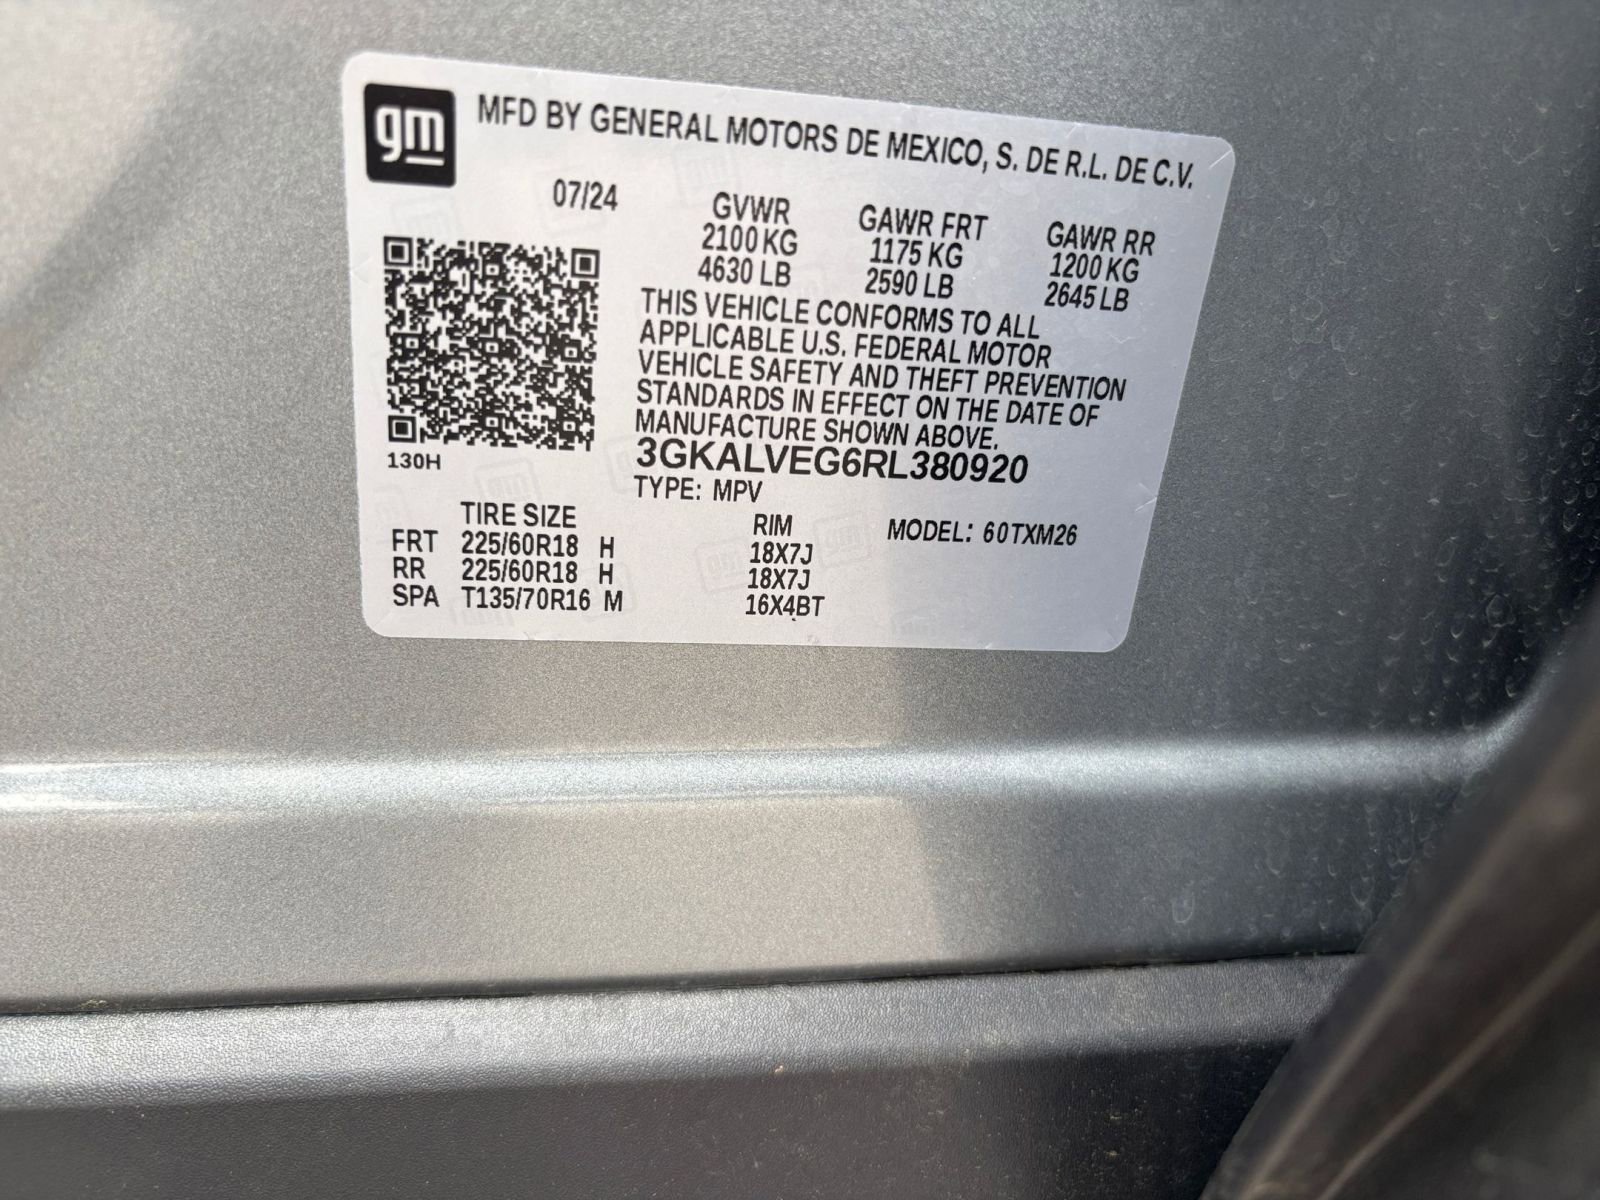 gm MFD BY GENERAL MOTORS DE MEXICO, S. DE R.L. DE C.V.
07/24 GVWR GAWR FRT GAWR RR
2100 KG 1175 KG 1200 KG
4630 LB 2590 LB 2645 LB
THIS VEHICLE CONFORMS TO ALL
APPLICABLE U.S. FEDERAL MOTOR
VEHICLE SAFETY AND THEFT PREVENTION
STANDARDS IN EFFECT ON THE DATE OF
MANUFACTURE SHOWN ABOVE.
130H 3GKALVEG6RL380920
TYPE: MPV
TIRE SIZE RIM MODEL: 60TXM26
FRT 225/60R18 H 18X7J
RR 225/60R18 H 18X7J
SPA T135/70R16 M 16X4BT